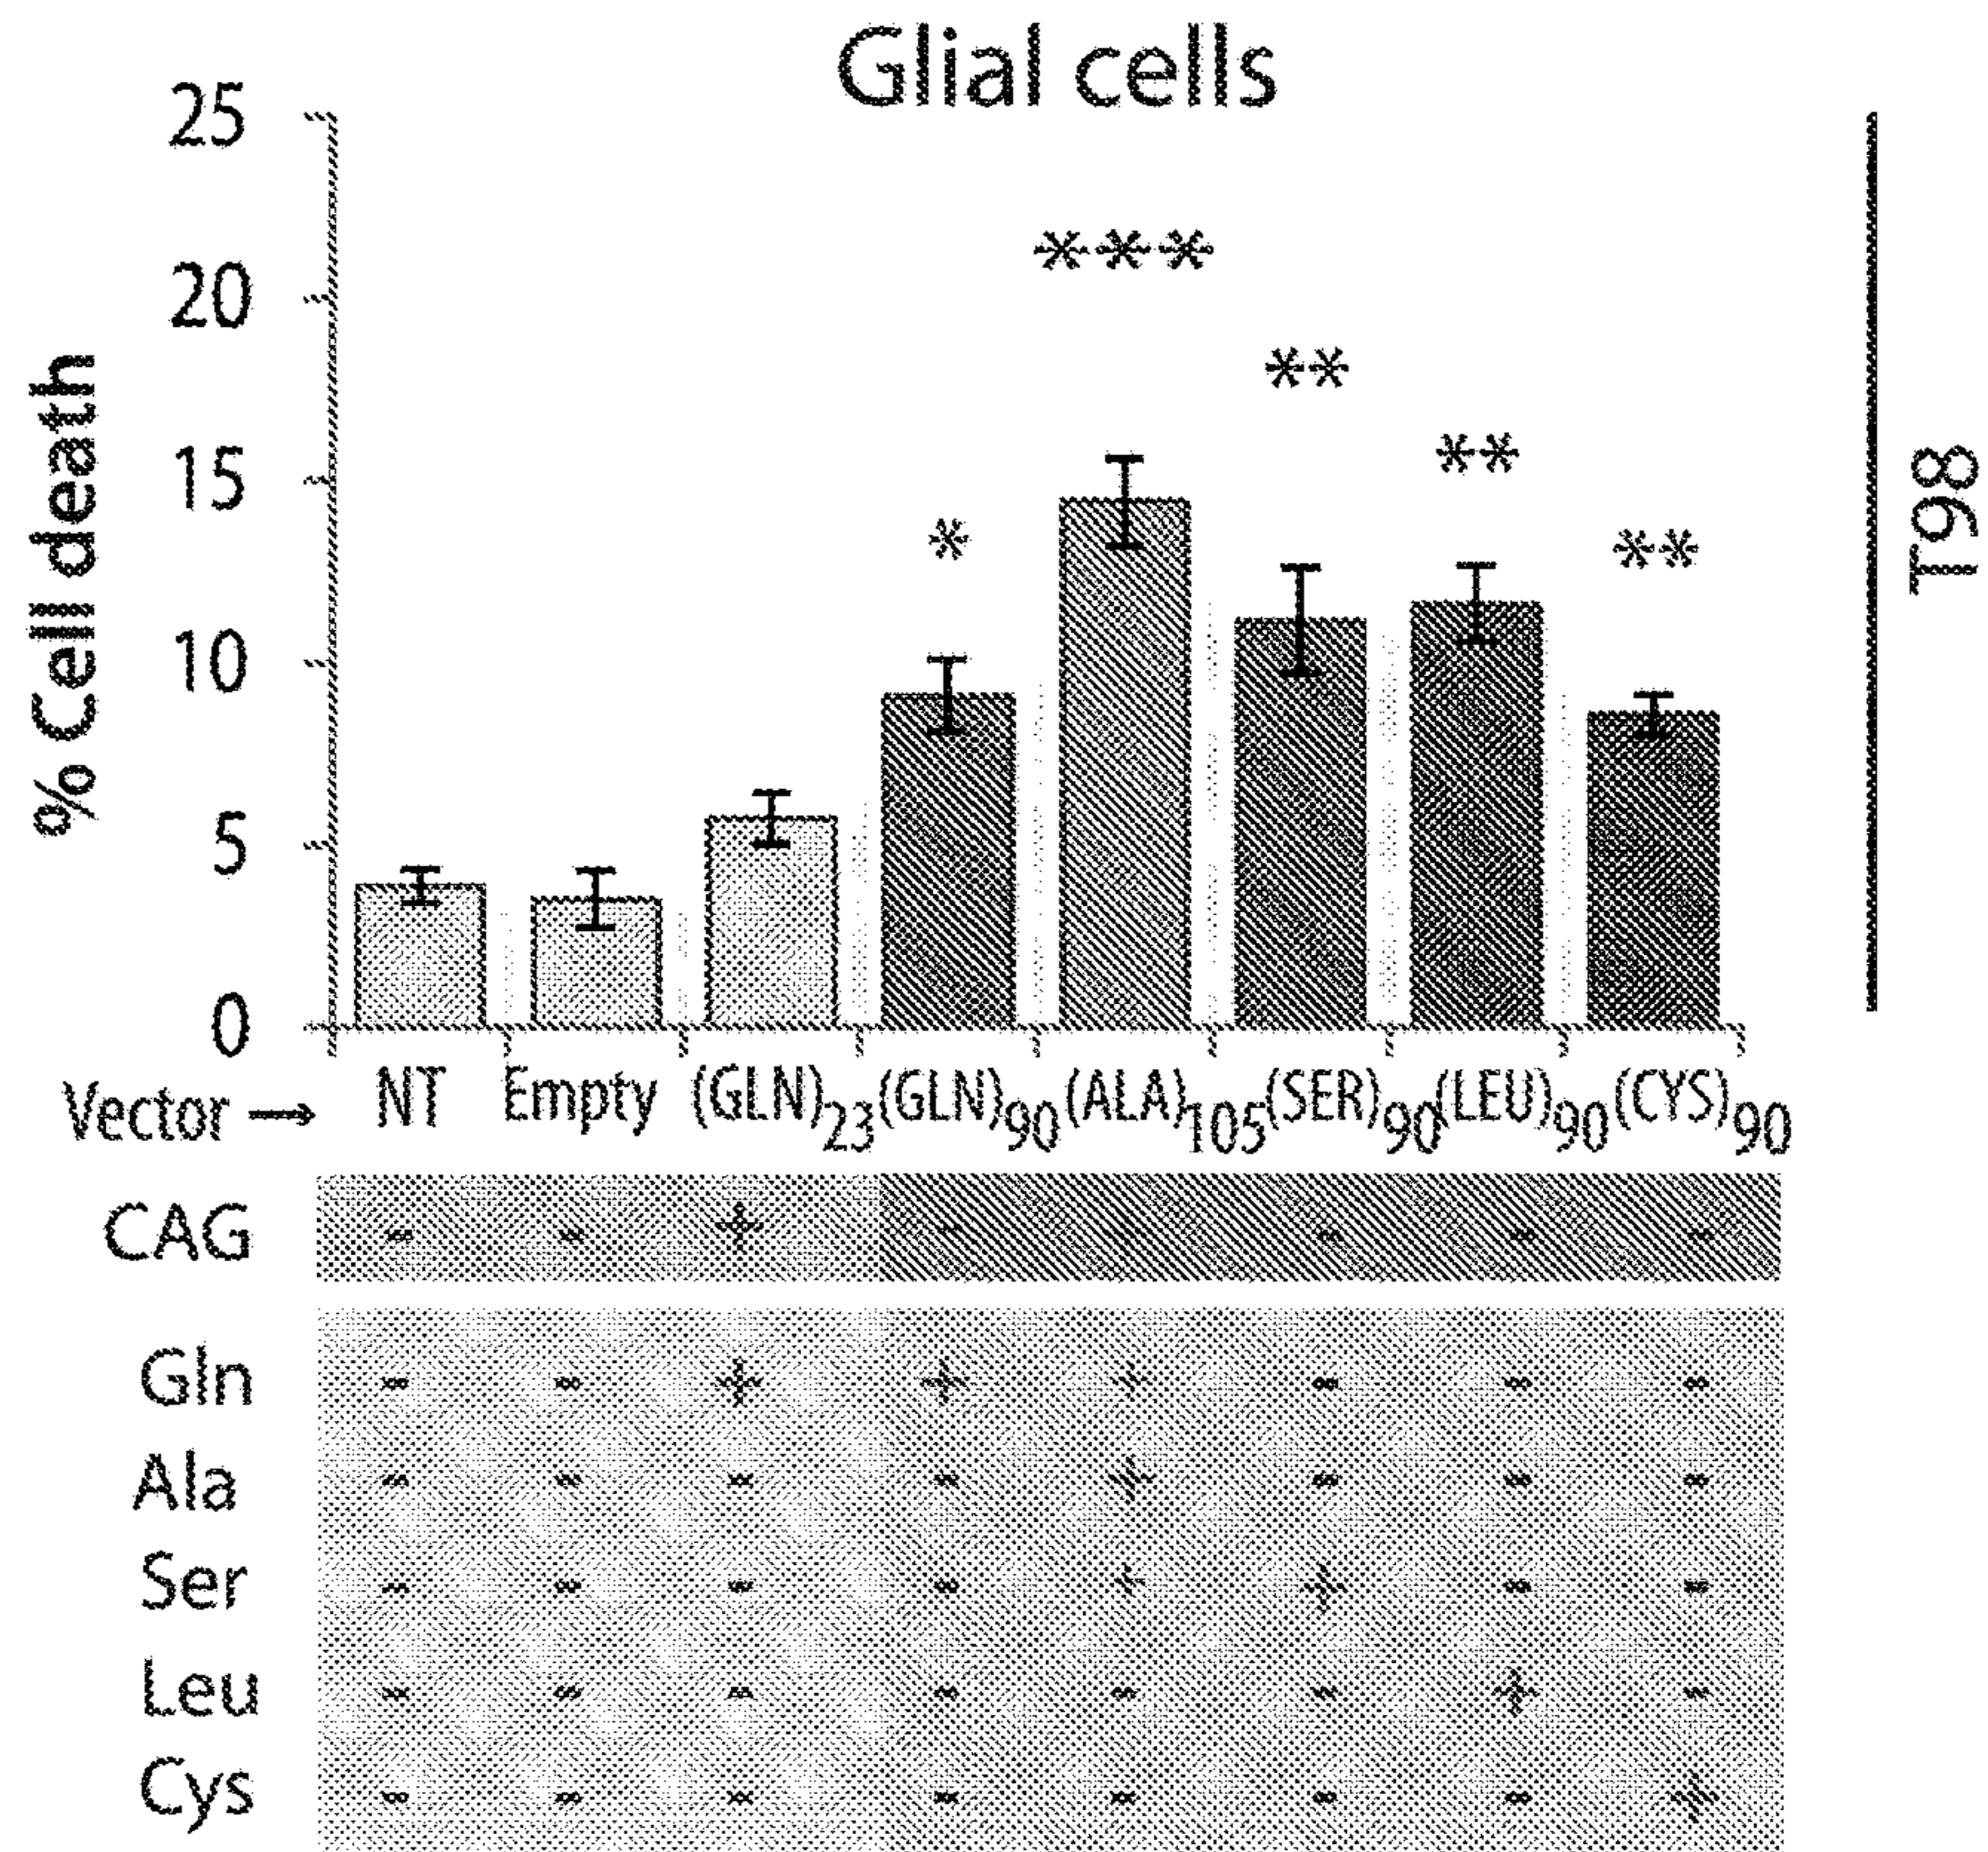 Glial cells
% Cell death
25
20
15
10
5
0
***
**
**
*
**
T98
Vector → NT Empty (GLN)23 (GLN)90 (ALA)105 (SER)90 (LEU)90 (CYS)90
CAG - - + - - - -
Gln - - + + + - - -
Ala - - - - + - - -
Ser - - - - + + - -
Leu - - - - - - + -
Cys - - - - - - - +